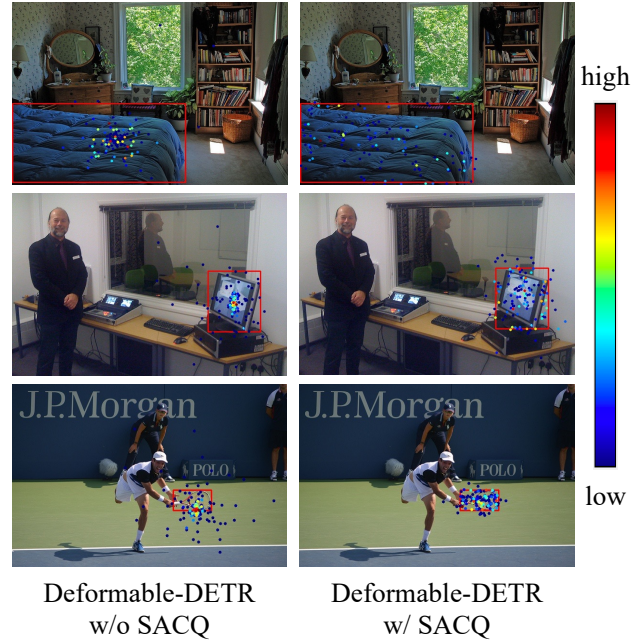 high
J.P.Morgan
J.P.Morgan
POLO
POLO
low
Deformable-DETR
w/o SACQ
Deformable-DETR
w/ SACQ